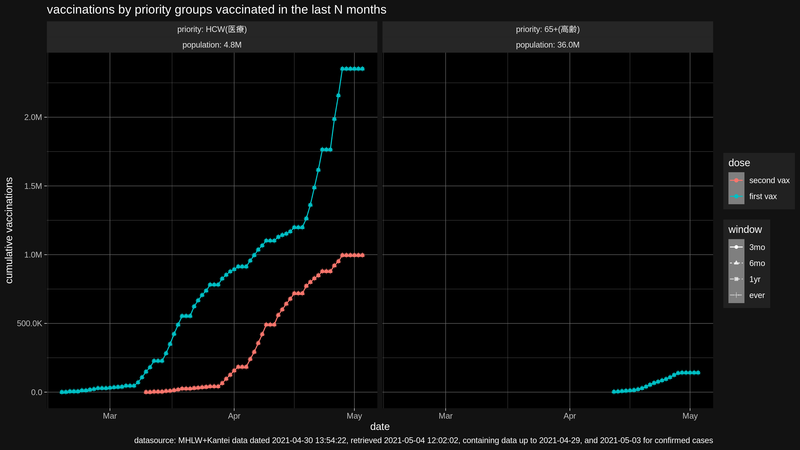 vaccinations by priority groups vaccinated in the last N months
priority: HCW(医療)
population: 4.8M
priority: 65+(高齢)
population: 36.0M
cumulative vaccinations
2.0M
1.5M
1.0M
500.0K
0.0
Mar
Apr
May
Mar
Apr
May
date
dose
second vax
first vax
window
3mo
6mo
1yr
ever
datasource: MHLW+Kantei data dated 2021-04-30 13:54:22, retrieved 2021-05-04 12:02:02, containing data up to 2021-04-29, and 2021-05-03 for confirmed cases